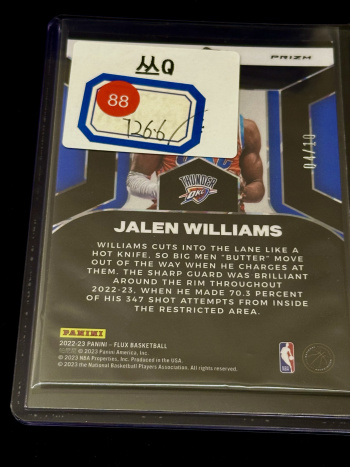 MQ
88
7266/
PRIZM
04/10
THUNDER
OKC
JALEN WILLIAMS
WILLIAMS CUTS INTO THE LANE LIKE A
HOT KNIFE, SO BIG MEN "BUTTER" MOVE
OUT OF THE WAY WHEN HE CHARGES AT
THEM. THE SHARP GUARD WAS BRILLIANT
AROUND THE RIM THROUGHOUT
2022-23, WHEN HE MADE 70.3 PERCENT
OF HIS 347 SHOT ATTEMPTS FROM INSIDE
THE RESTRICTED AREA.
PANINI
2022-23 PANINI – FLUX BASKETBALL
© 2023 Panini America, Inc.
© 2023 NBA Properties, Inc. Produced in the USA.
© 2023 the National Basketball Players Association. All rights reserved.